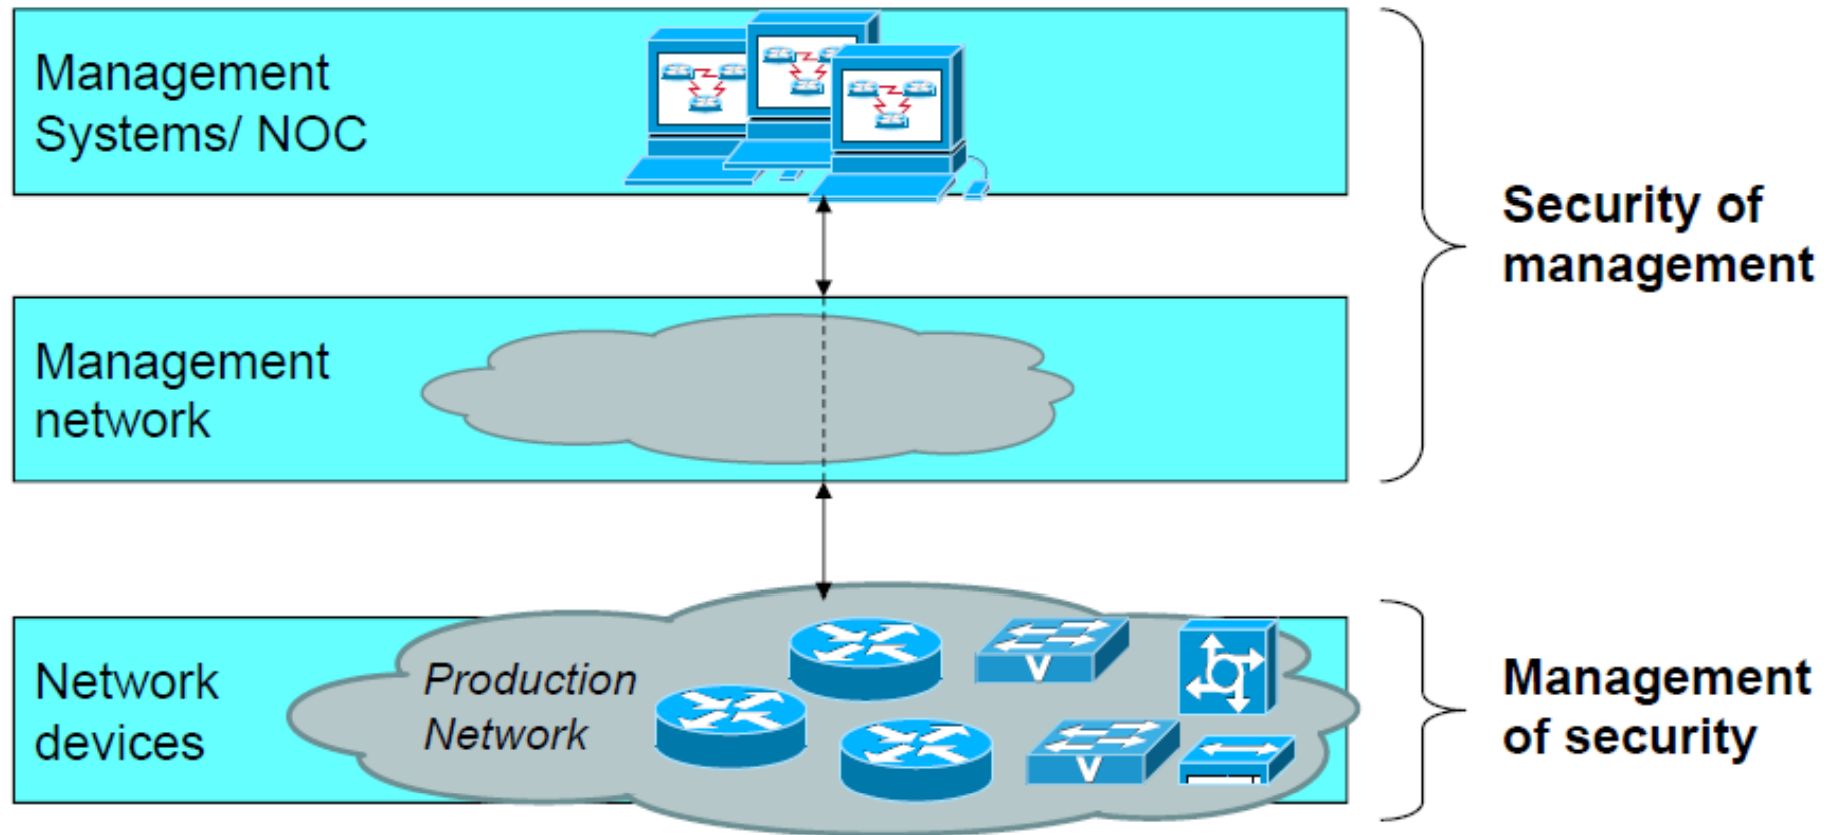 Management
Systems/ NOC
Security of
management
Management
network
Network
devices
Production
Network
V
V
Management
of security